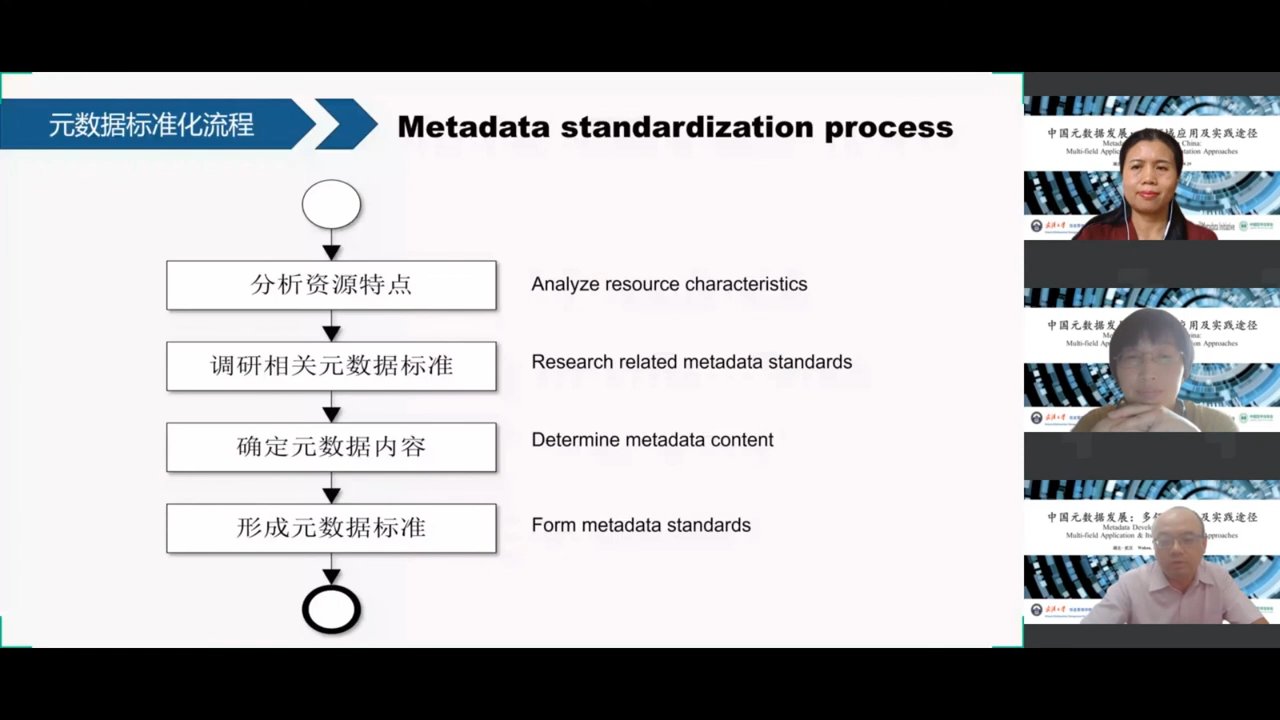 元数据标准化流程
Metadata standardization process
分析资源特点
Analyze resource characteristics
调研相关元数据标准
Research related metadata standards
确定元数据内容
Determine metadata content
形成元数据标准
Form metadata standards
中国元数据发展 应用及实践途径
China:
Multi-field Approaches
中国元数据发 应用及实践途径
Multi-field Approaches
中国元数据发展：多 及实践途径
Metadata
Multi-field Application &